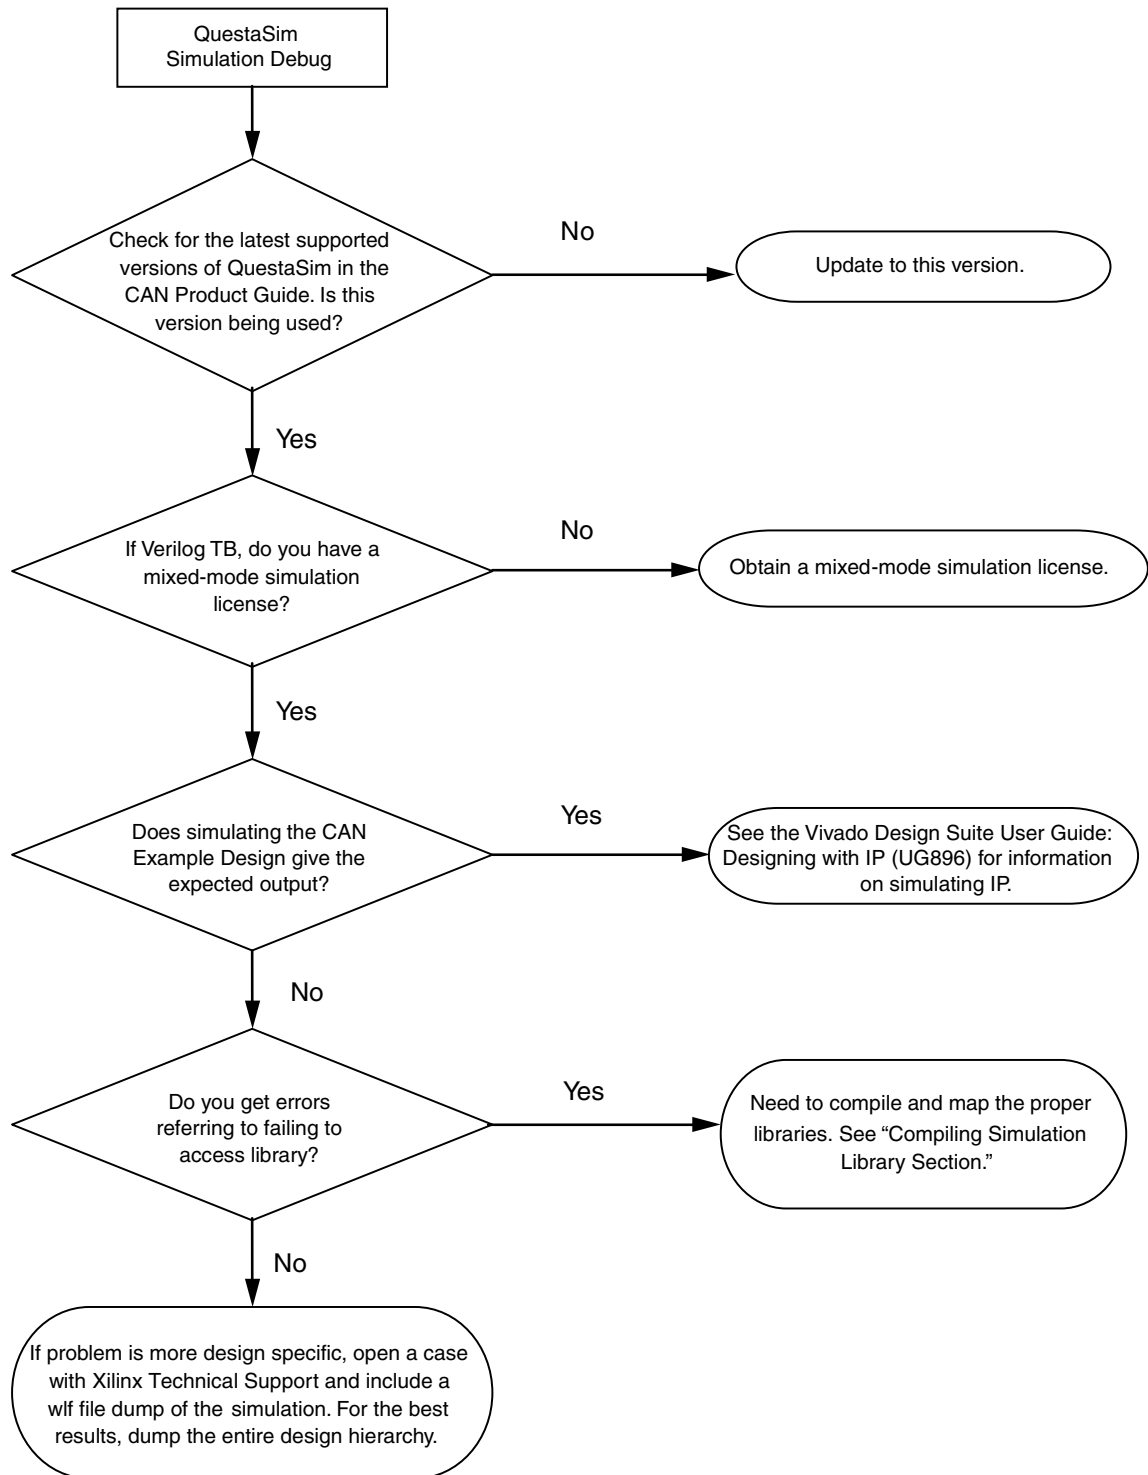 QuestaSim
Simulation Debug
Check for the latest supported
versions of QuestaSim in the
CAN Product Guide. Is this
version being used?
No
Update to this version.
Yes
If Verilog TB, do you have a
mixed-mode simulation
license?
No
Obtain a mixed-mode simulation license.
Yes
Does simulating the CAN
Example Design give the
expected output?
Yes
See the Vivado Design Suite User Guide:
Designing with IP (UG896) for information
on simulating IP.
No
Do you get errors
referring to failing to
access library?
Yes
Need to compile and map the proper
libraries. See “Compiling Simulation
Library Section.”
No
If problem is more design specific, open a case
with Xilinx Technical Support and include a
wlf file dump of the simulation. For the best
results, dump the entire design hierarchy.